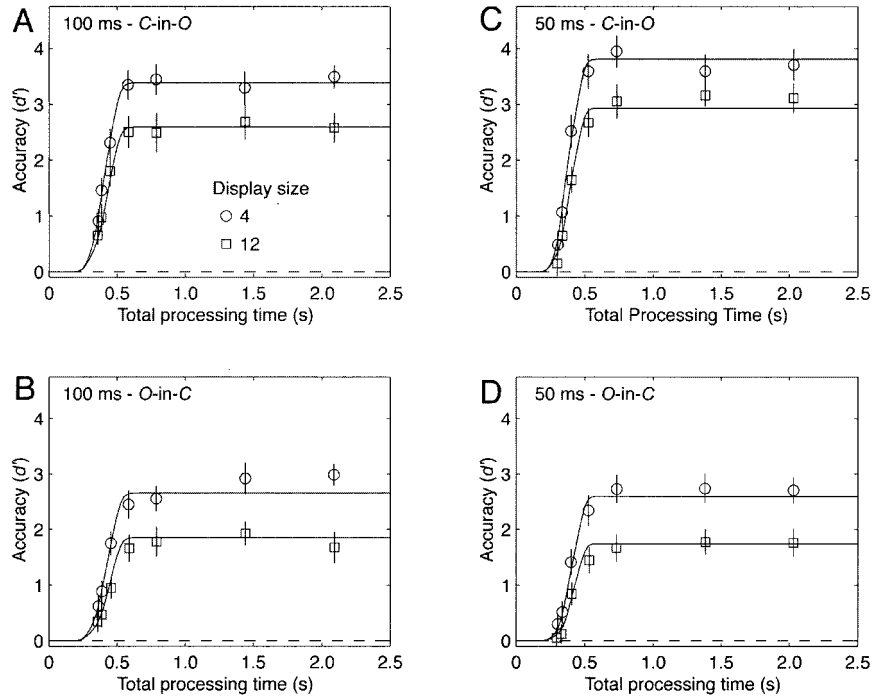 A
100 ms - C-in-O
Accuracy (d')
4
3
2
1
0
Display size
4
12
0 0.5 1.0 1.5 2.0 2.5
Total processing time (s)
C
50 ms - C-in-O
Accuracy (d')
4
3
2
1
0
0 0.5 1.0 1.5 2.0 2.5
Total Processing Time (s)
B
100 ms - O-in-C
Accuracy (d')
4
3
2
1
0
0 0.5 1.0 1.5 2.0 2.5
Total processing time (s)
D
50 ms - O-in-C
Accuracy (d')
4
3
2
1
0
0 0.5 1.0 1.5 2.0 2.5
Total processing time (s)